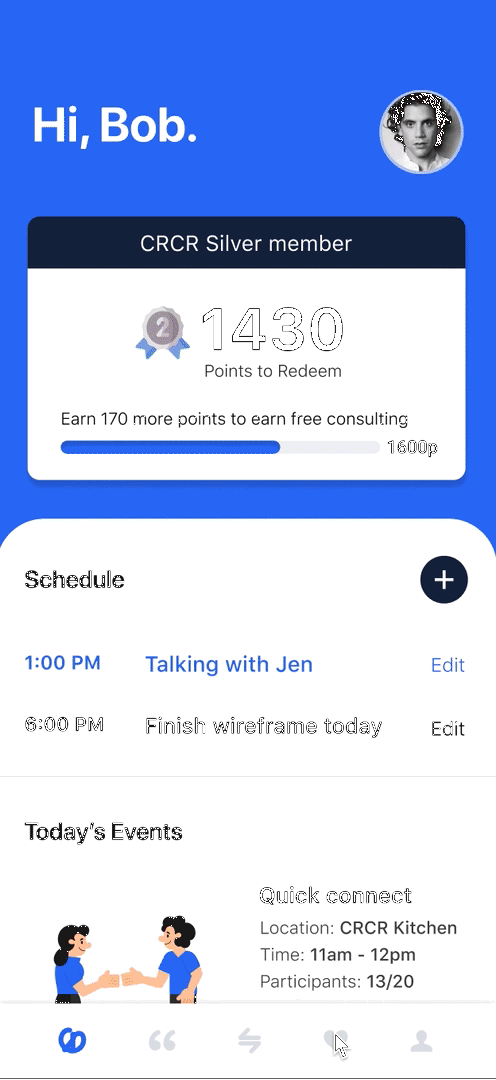 Hi, Bob.
CRCR Silver member
2 1430
Points to Redeem
Earn 170 more points to earn free consulting
1600p
Schedule
+
1:00 PM Talking with Jen Edit
6:00 PM Finish wireframe today Edit
Today's Events
Quick connect
Location: CRCR Kitchen
Time: 11am - 12pm
Participants: 13/20